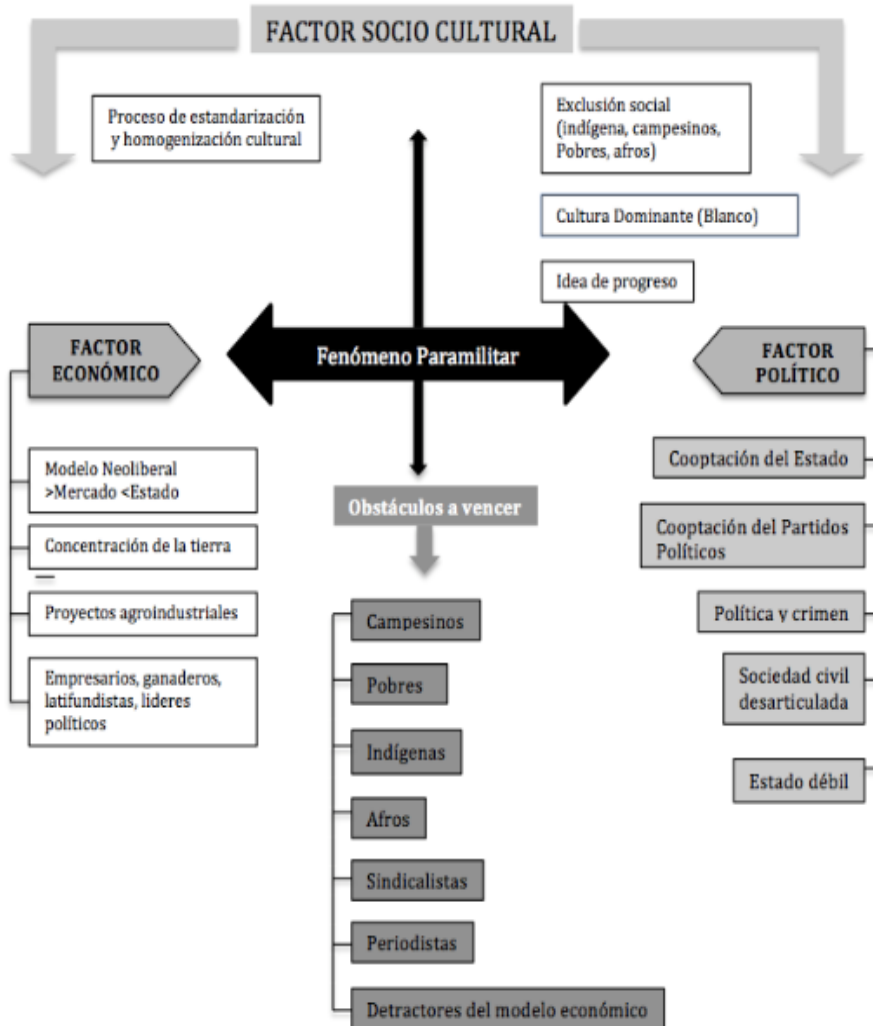 FACTOR SOCIO CULTURAL
Proceso de estandarización
y homogenización cultural
Exclusión social
(indígena, campesinos,
Pobres, afros)
Cultura Dominante (Blanco)
Idea de progreso
FACTOR
ECONÓMICO
Fenómeno Paramilitar
FACTOR
POLÍTICO
Modelo Neoliberal
>Mercado <Estado
Concentración de la tierra
Proyectos agroindustriales
Empresarios, ganaderos,
latifundistas, lideres
políticos
Obstáculos a vencer
Campesinos
Pobres
Indígenas
Afros
Sindicalistas
Periodistas
Detractores del modelo económico
Cooptación del Estado
Cooptación del Partidos
Políticos
Política y crimen
Sociedad civil
desarticulada
Estado débil